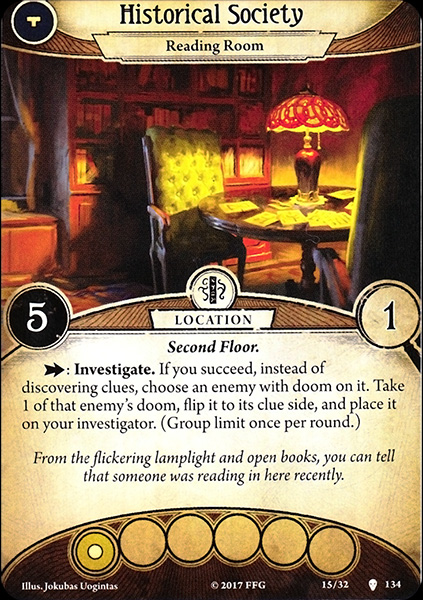 Historical Society
Reading Room
5
1
LOCATION
Second Floor.
: Investigate. If you succeed, instead of
discovering clues, choose an enemy with doom on it. Take
1 of that enemy's doom, flip it to its clue side, and place it
on your investigator. (Group limit once per round.)
From the flickering lamplight and open books, you can tell
that someone was reading in here recently.
Illus. Jokubas Uogintas © 2017 FFG 15/32 134